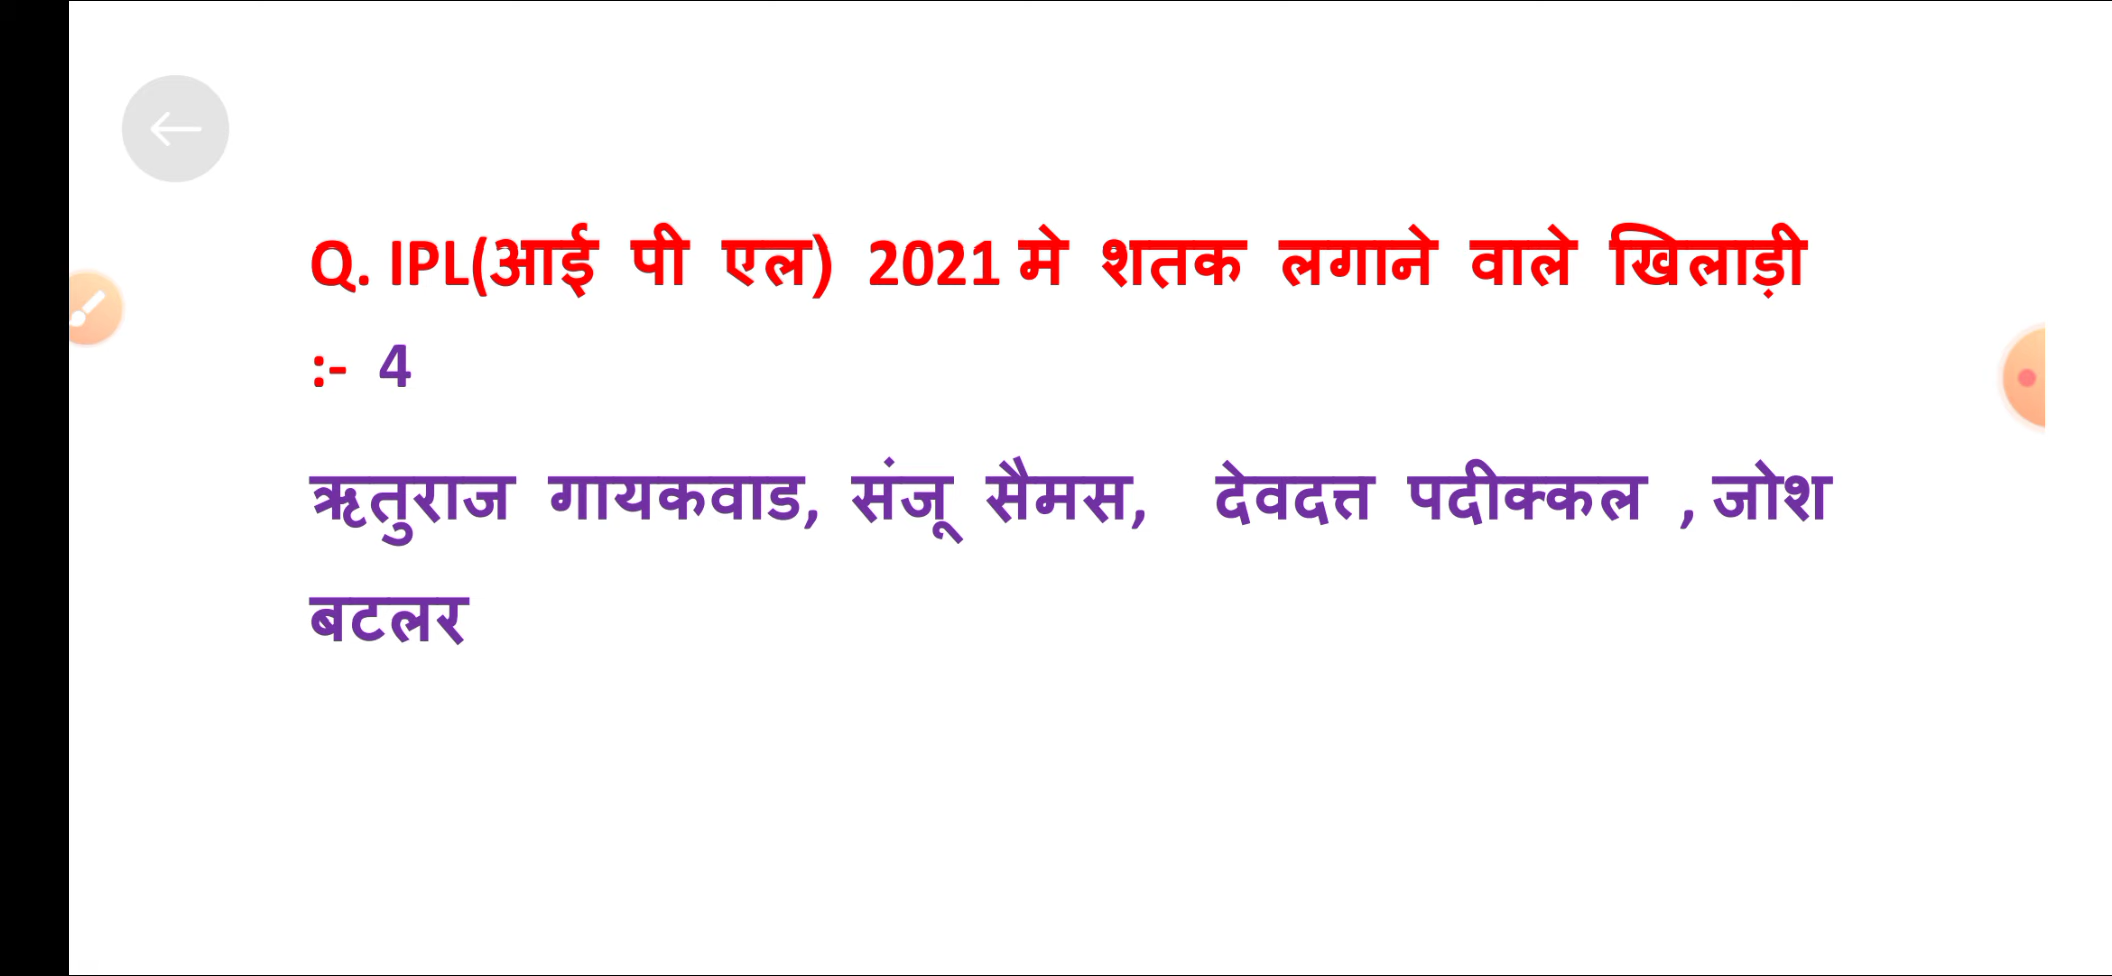 Q. IPL(आई पी एल) 2021 मे शतक लगाने वाले खिलाड़ी
:- 4
ऋतुराज गायकवाड, संजू सैमस, देवदत्त पदीक्कल , जोश
बटलर